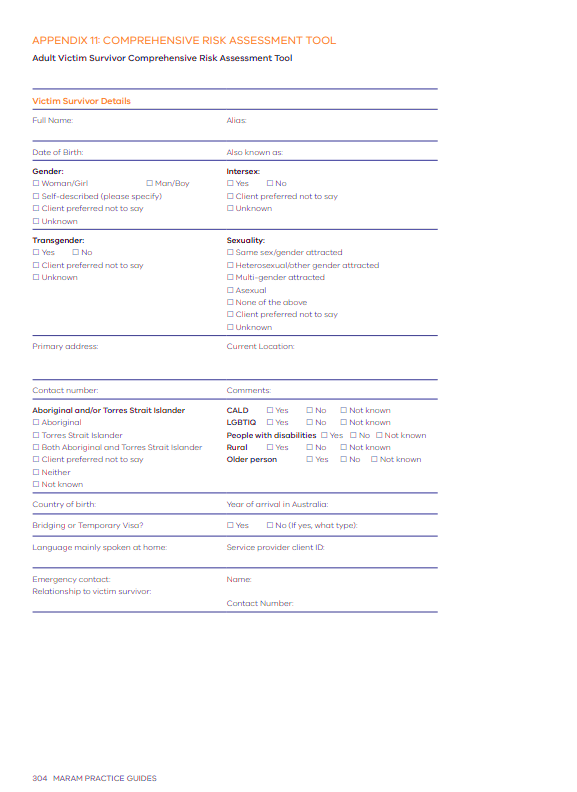 APPENDIX 11: COMPREHENSIVE RISK ASSESSMENT TOOL
Adult Victim Survivor Comprehensive Risk Assessment Tool
Victim Survivor Details
Full Name: Alias:
Date of Birth: Also known as:
Gender: Intersex:
☐ Woman/Girl ☐ Man/Boy ☐ Yes ☐ No
☐ Self-described (please specify) ☐ Client preferred not to say
☐ Client preferred not to say ☐ Unknown
☐ Unknown
Transgender: Sexuality:
☐ Yes ☐ No ☐ Same sex/gender attracted
☐ Client preferred not to say ☐ Heterosexual/other gender attracted
☐ Unknown ☐ Multi-gender attracted
☐ Asexual
☐ None of the above
☐ Client preferred not to say
☐ Unknown
Primary address: Current Location:
Contact number: Comments:
Aboriginal and/or Torres Strait Islander CALD ☐ Yes ☐ No ☐ Not known
☐ Aboriginal LGBTIQ ☐ Yes ☐ No ☐ Not known
☐ Torres Strait Islander People with disabilities ☐ Yes ☐ No ☐ Not known
☐ Both Aboriginal and Torres Strait Islander Rural ☐ Yes ☐ No ☐ Not known
☐ Client preferred not to say Older person ☐ Yes ☐ No ☐ Not known
☐ Neither
☐ Not known
Country of birth: Year of arrival in Australia:
Bridging or Temporary Visa? ☐ Yes ☐ No (If yes, what type):
Language mainly spoken at home: Service provider client ID:
Emergency contact: Name:
Relationship to victim survivor:
Contact Number:
304 MARAM PRACTICE GUIDES